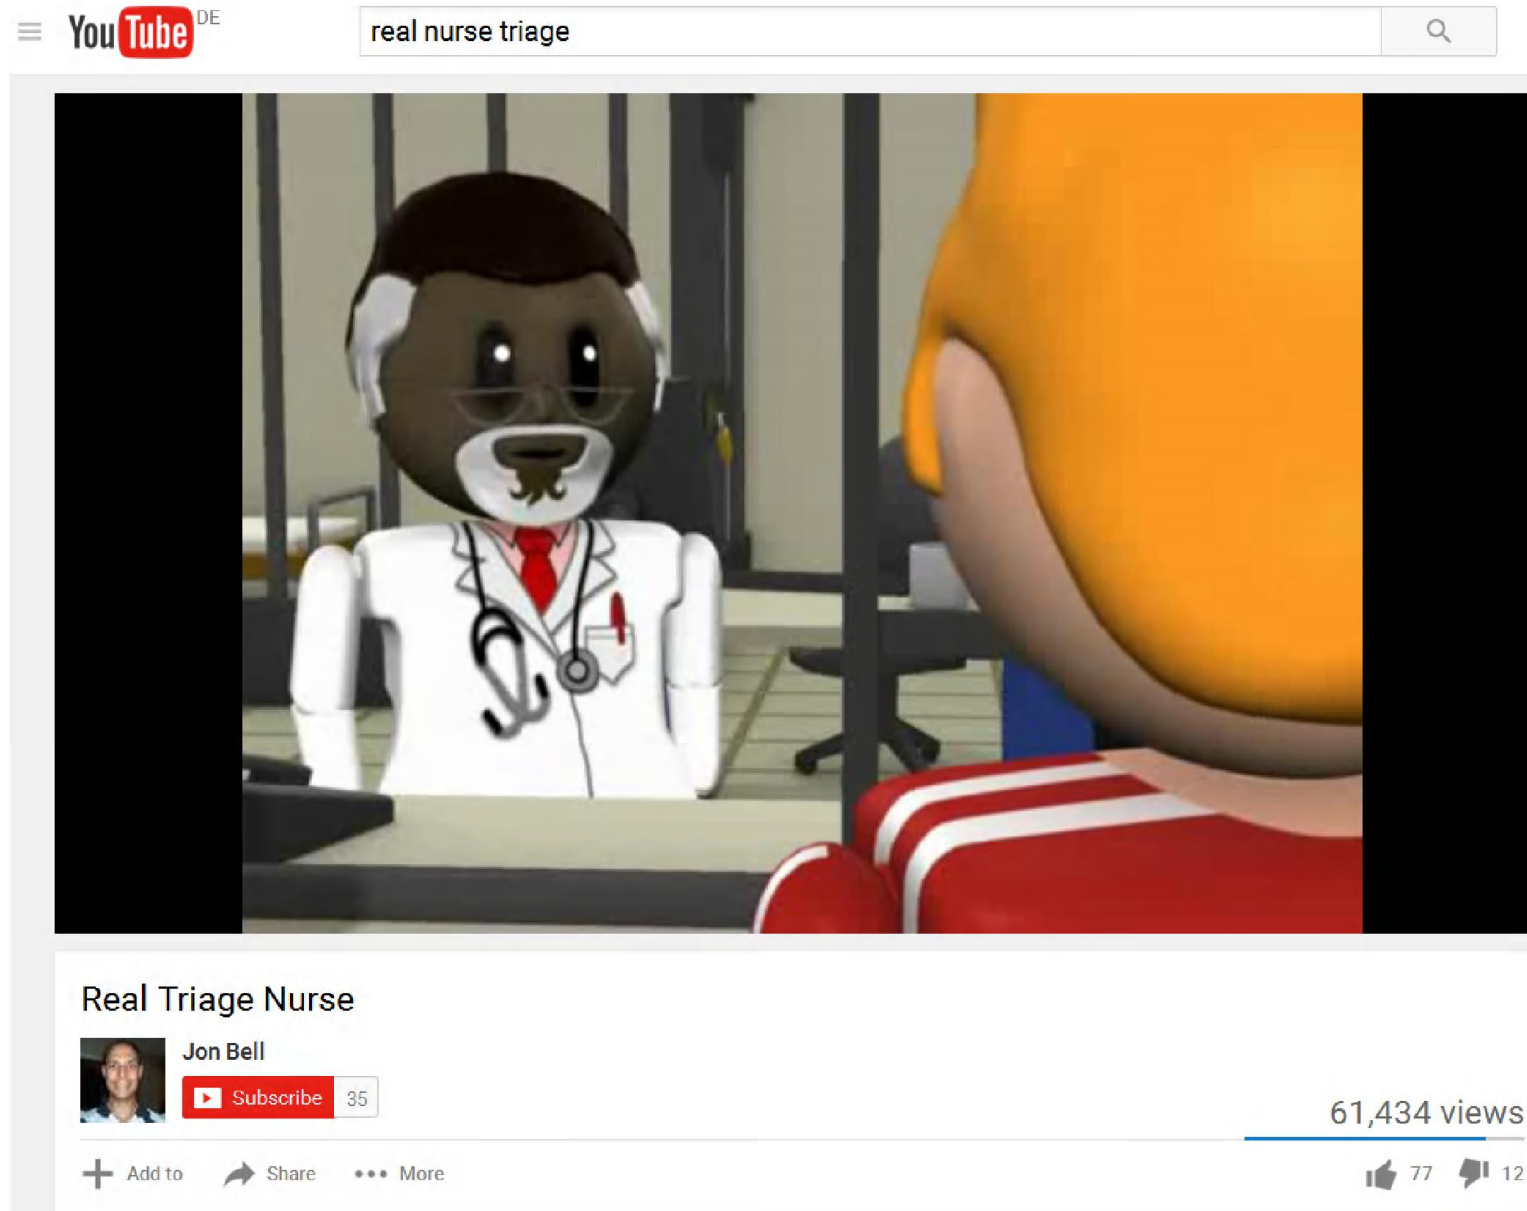 YouTube DE
real nurse triage
Real Triage Nurse
Jon Bell
Subscribe 35
61,434 views
Add to Share More 77 12